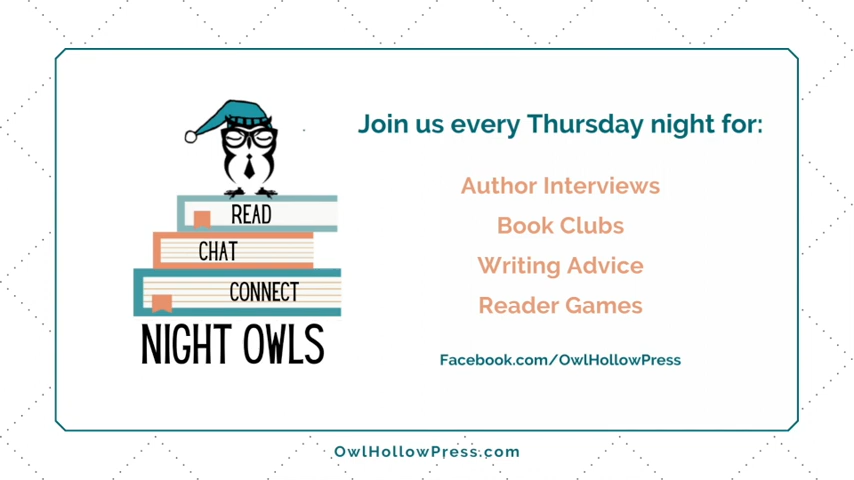 Join us every Thursday night for:
Author Interviews
Book Clubs
Writing Advice
Reader Games
Facebook.com/OwlHollowPress
READ
CHAT
CONNECT
NIGHT OWLS
OwlHollowPress.com